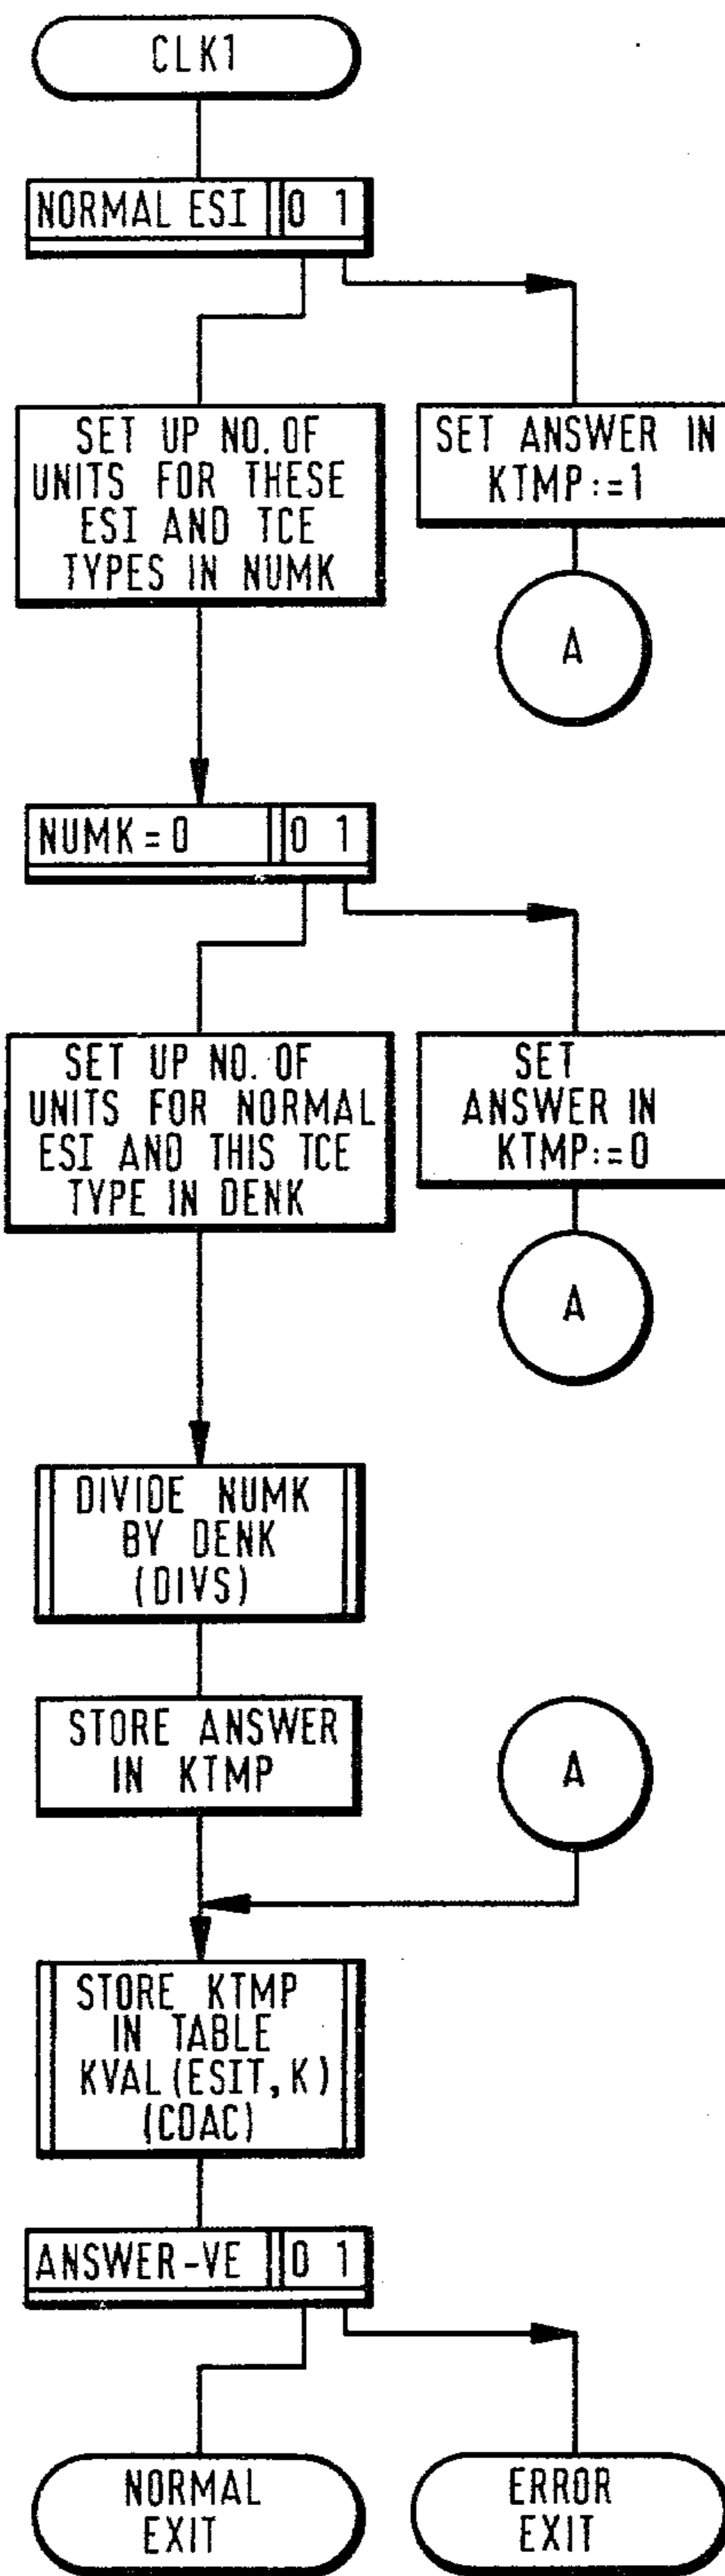 CLK1
NORMAL ESI 0 1
SET UP NO. OF
UNITS FOR THESE
ESI AND TCE
TYPES IN NUMK
SET ANSWER IN
KTMP:=1
A
NUMK=0 0 1
SET UP NO. OF
UNITS FOR NORMAL
ESI AND THIS TCE
TYPE IN DENK
SET
ANSWER IN
KTMP:=0
A
DIVIDE NUMK
BY DENK
(DIVS)
STORE ANSWER
IN KTMP
A
STORE KTMP
IN TABLE
KVAL(ESIT,K)
(CDAC)
ANSWER-VE 0 1
NORMAL
EXIT
ERROR
EXIT